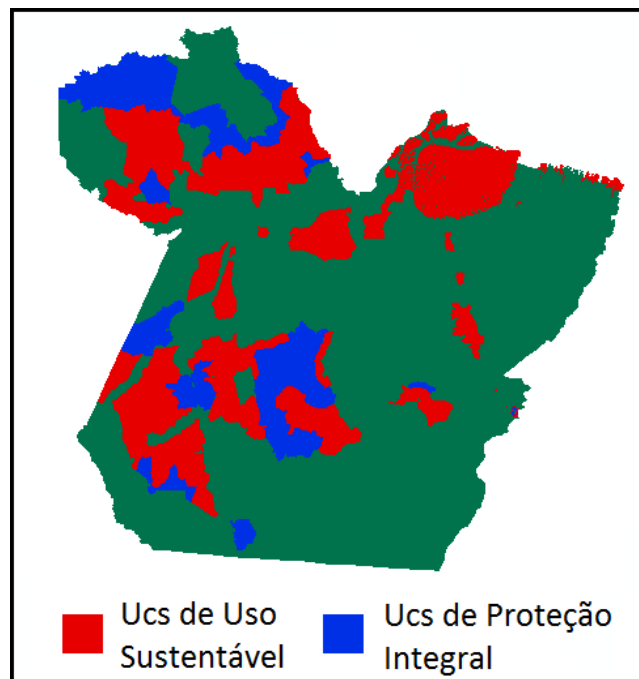 Ucs de Uso
Sustentável
Ucs de Proteção
Integral